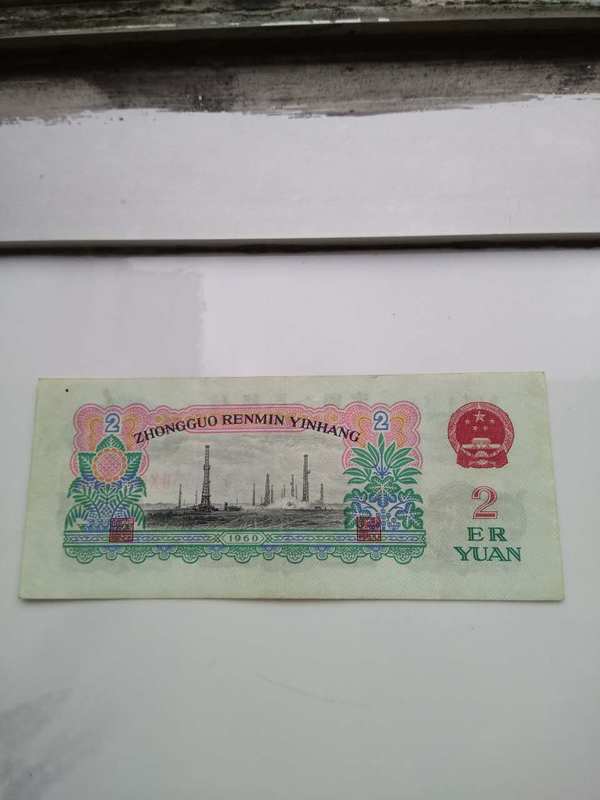 2
ZHONGGUO RENMIN YINHANG
2
1960
2
ER
YUAN